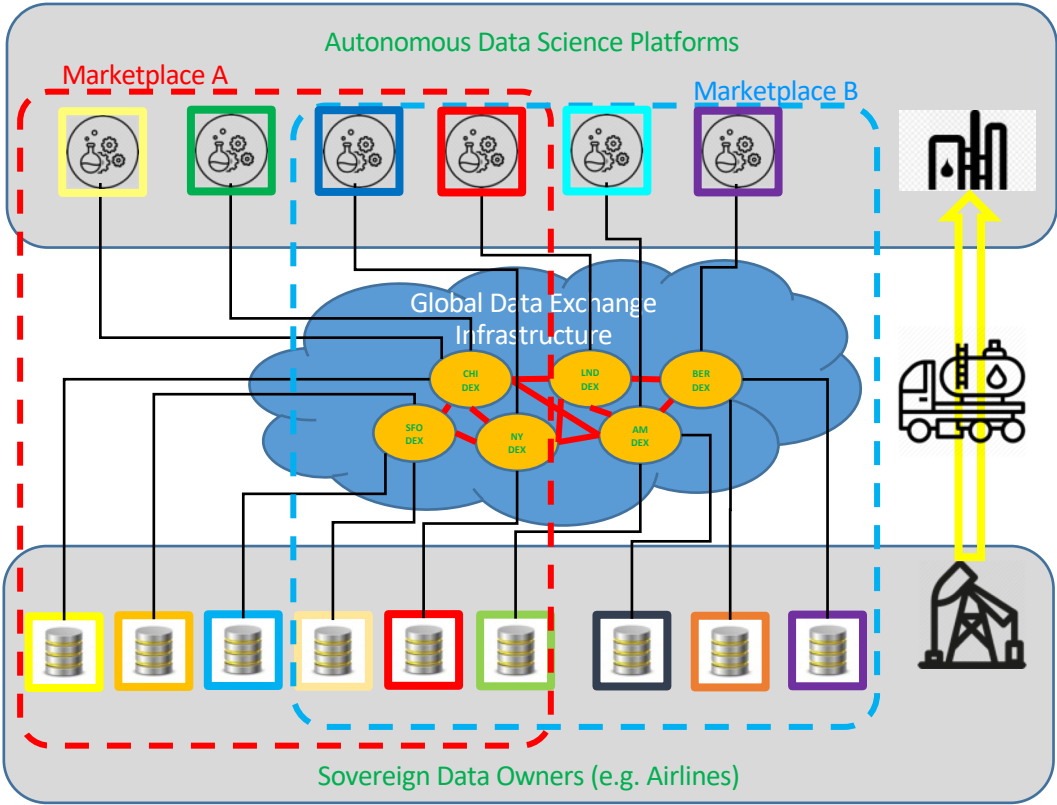 Autonomous Data Science Platforms
Marketplace A
Marketplace B
Global Data Exchange
Infrastructure
CHI
DEX
LND
DEX
BER
DEX
SFO
DEX
NY
DEX
AM
DEX
Sovereign Data Owners (e.g. Airlines)